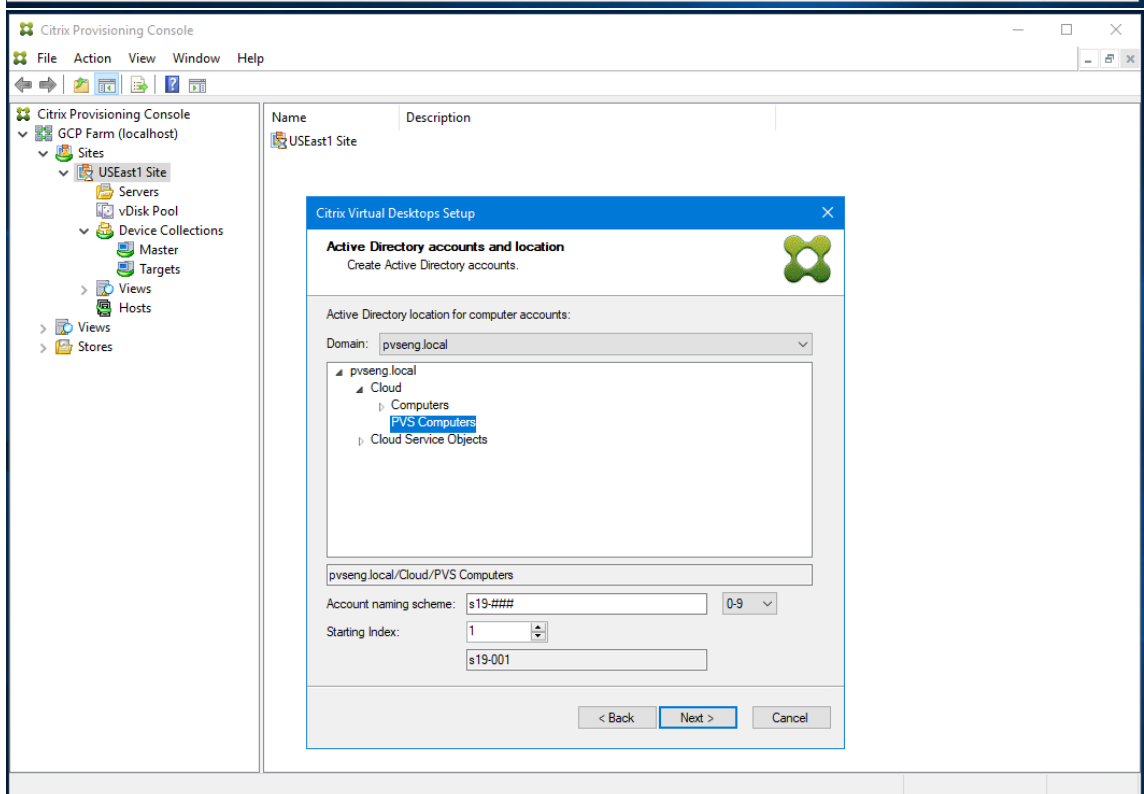 Citrix Provisioning Console
File Action View Window Help
Citrix Provisioning Console
GCP Farm (localhost)
Sites
USEast1 Site
Servers
vDisk Pool
Device Collections
Master
Targets
Views
Hosts
Views
Stores
Name Description
USEast1 Site
Citrix Virtual Desktops Setup
Active Directory accounts and location
Create Active Directory accounts.
Active Directory location for computer accounts:
Domain: pvseng.local
pvseng.local
Cloud
Computers
PVS Computers
Cloud Service Objects
pvseng.local/Cloud/PVS Computers
Account naming scheme: s19-### 0-9
Starting Index: 1
s19-001
< Back Next > Cancel